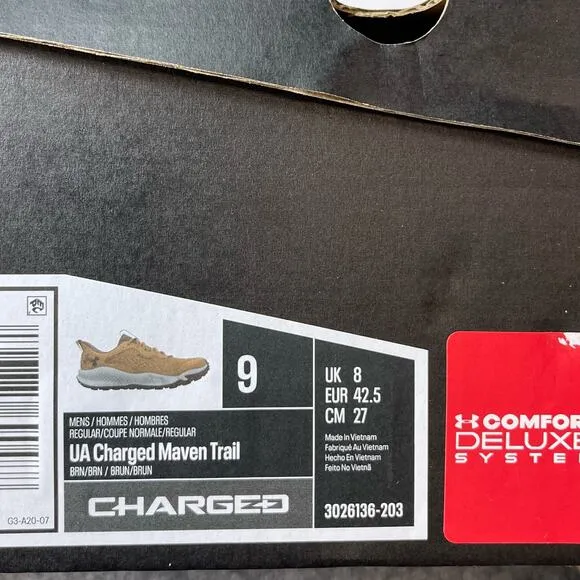 9
UK 8
EUR 42.5
CM 27
MENS / HOMMES / HOMBRES
REGULAR/COUPE NORMALE/REGULAR
UA Charged Maven Trail
BRN/BRN / BRUN/BRUN
Made In Vietnam
Fabriqué Au Vietnam
Hecho En Vietnam
Feito No Vietnã
CHARGED
3026136-203
G3-A20-07
COMFOR
DELUXE
SYSTE